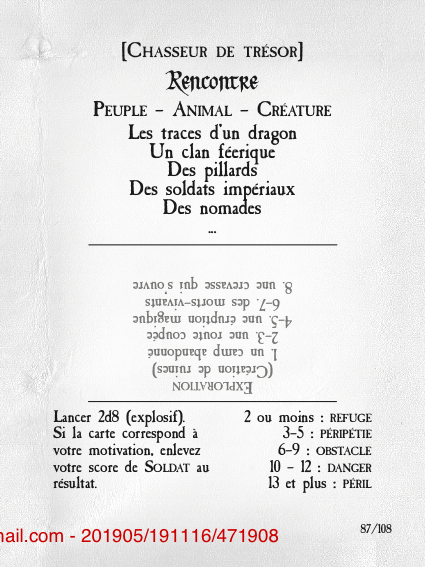 [Chasseur de trésor]
Rencontre
Peuple – Animal – Créature
Les traces d'un dragon
Un clan féerique
Des pillards
Des soldats impériaux
Des nomades
...
Exploration
(Création de ruines)
1. un camp abandonné
2-3. une route coupée
4-5. une éruption magique
6-7. des morts-vivants
8. une crevasse qui s'ouvre
Lancer 2d8 (explosif).
Si la carte correspond à
votre motivation, enlevez
votre score de Soldat au
résultat.
2 ou moins : refuge
3-5 : péripétie
6-9 : obstacle
10 - 12 : danger
13 et plus : péril
87/108
mail.com - 201905/191116/471908